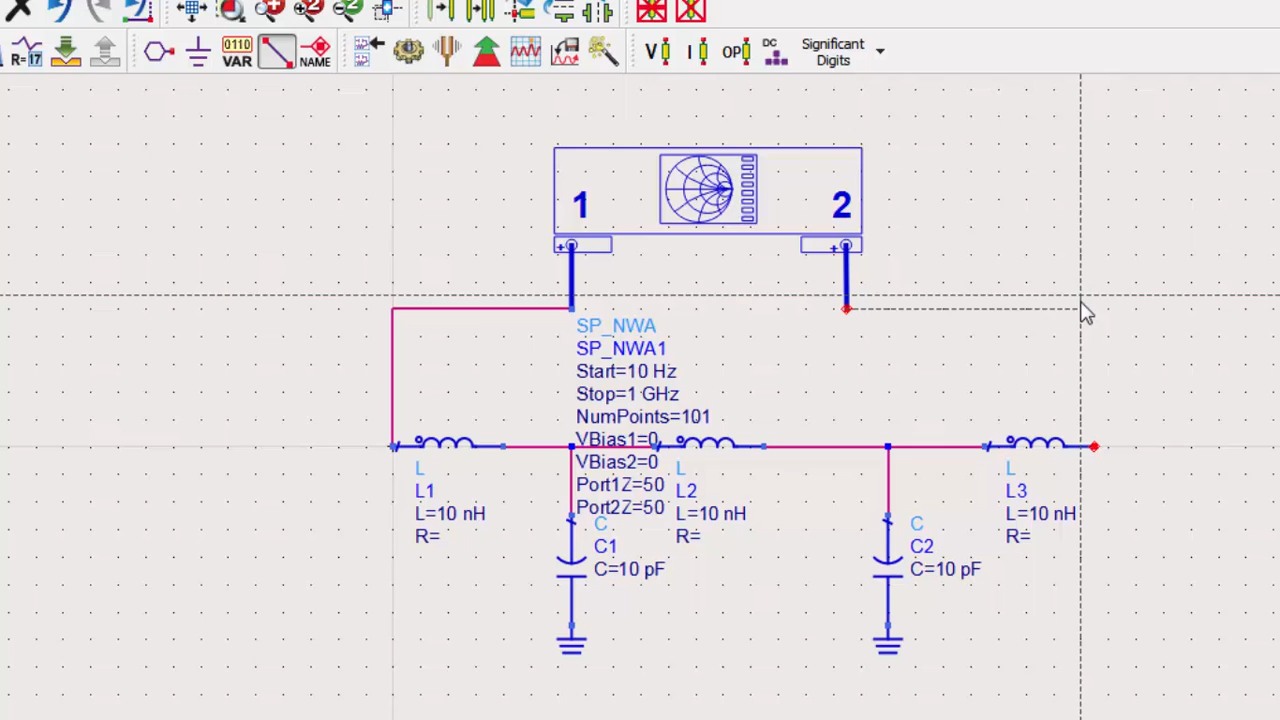 R=17
0110
VAR
NAME
V
I
OP
DC
Significant
Digits
1
2
+
+
SP_NWA
SP_NWA1
Start=10 Hz
Stop=1 GHz
NumPoints=101
VBias1=0
VBias2=0
Port1Z=50
Port2Z=50
L
L1
L=10 nH
R=
L
L2
L=10 nH
R=
L
L3
L=10 nH
R=
C
C1
C=10 pF
C
C2
C=10 pF